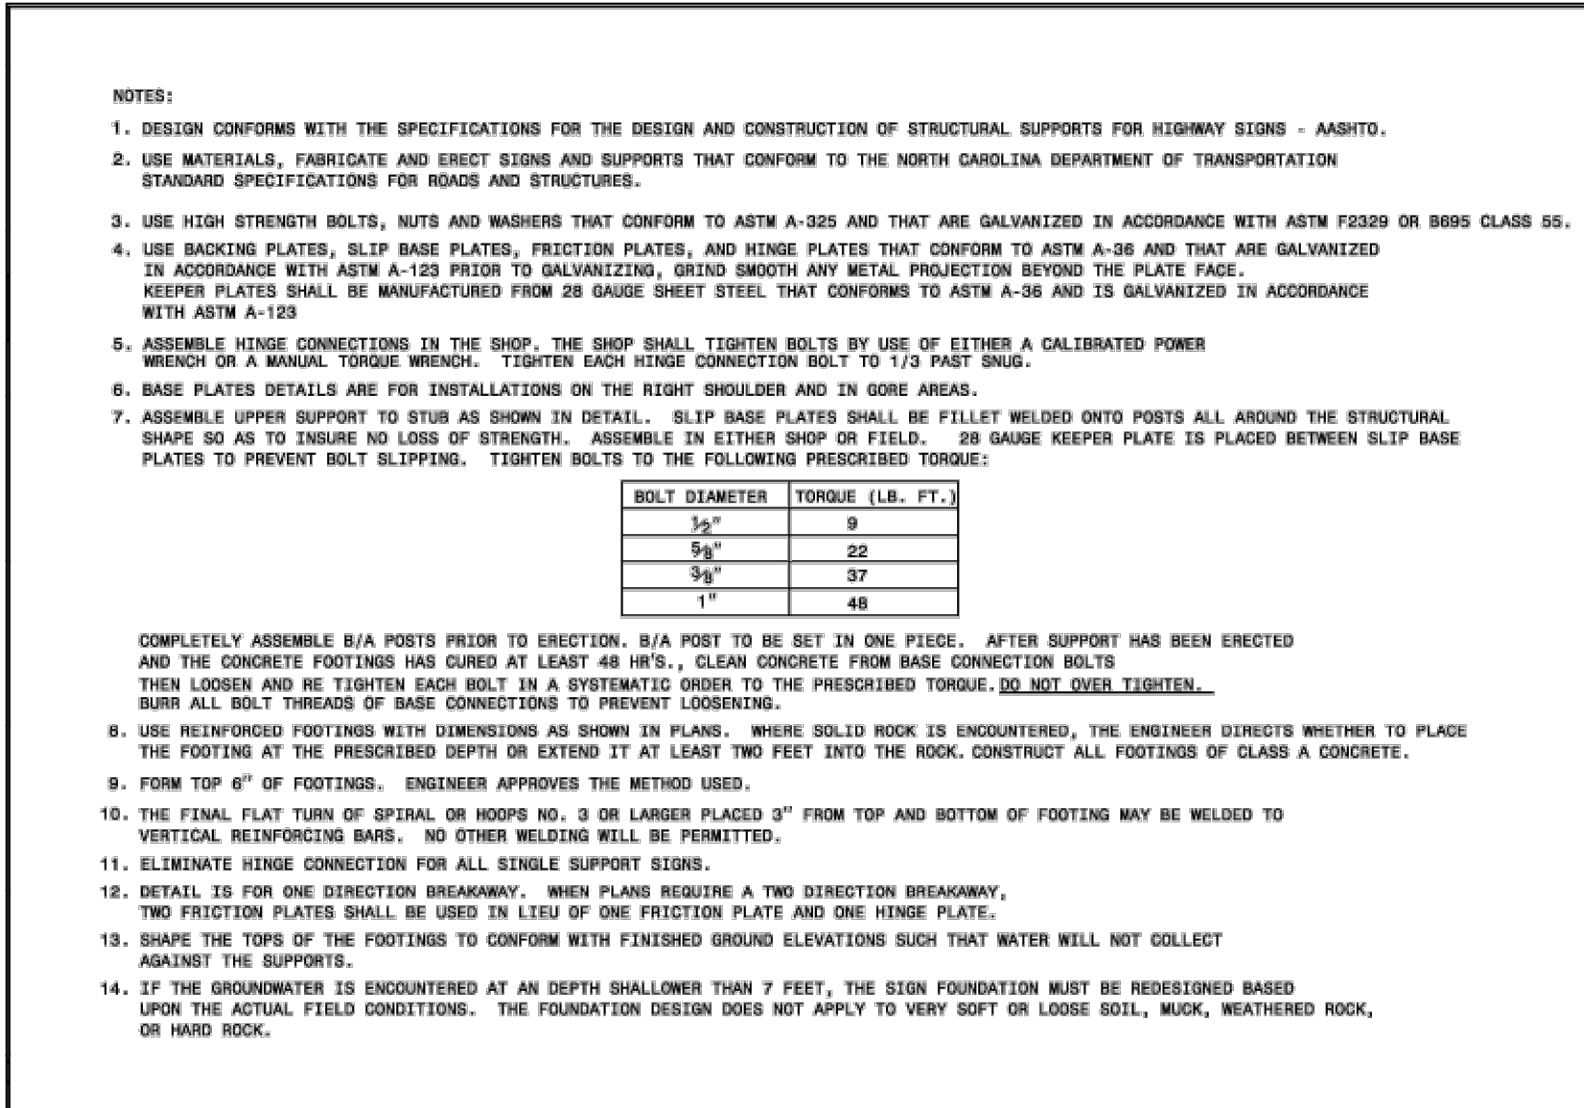 NOTES:
1. DESIGN CONFORMS WITH THE SPECIFICATIONS FOR THE DESIGN AND CONSTRUCTION OF STRUCTURAL SUPPORTS FOR HIGHWAY SIGNS - AASHTO.
2. USE MATERIALS, FABRICATE AND ERECT SIGNS AND SUPPORTS THAT CONFORM TO THE NORTH CAROLINA DEPARTMENT OF TRANSPORTATION
STANDARD SPECIFICATIONS FOR ROADS AND STRUCTURES.
3. USE HIGH STRENGTH BOLTS, NUTS AND WASHERS THAT CONFORM TO ASTM A-325 AND THAT ARE GALVANIZED IN ACCORDANCE WITH ASTM F2329 OR B695 CLASS 55.
4. USE BACKING PLATES, SLIP BASE PLATES, FRICTION PLATES, AND HINGE PLATES THAT CONFORM TO ASTM A-36 AND THAT ARE GALVANIZED
IN ACCORDANCE WITH ASTM A-123 PRIOR TO GALVANIZING, GRIND SMOOTH ANY METAL PROJECTION BEYOND THE PLATE FACE.
KEEPER PLATES SHALL BE MANUFACTURED FROM 28 GAUGE SHEET STEEL THAT CONFORMS TO ASTM A-36 AND IS GALVANIZED IN ACCORDANCE
WITH ASTM A-123
5. ASSEMBLE HINGE CONNECTIONS IN THE SHOP. THE SHOP SHALL TIGHTEN BOLTS BY USE OF EITHER A CALIBRATED POWER
WRENCH OR A MANUAL TORQUE WRENCH. TIGHTEN EACH HINGE CONNECTION BOLT TO 1/3 PAST SNUG.
6. BASE PLATES DETAILS ARE FOR INSTALLATIONS ON THE RIGHT SHOULDER AND IN GORE AREAS.
7. ASSEMBLE UPPER SUPPORT TO STUB AS SHOWN IN DETAIL. SLIP BASE PLATES SHALL BE FILLET WELDED ONTO POSTS ALL AROUND THE STRUCTURAL
SHAPE SO AS TO INSURE NO LOSS OF STRENGTH. ASSEMBLE IN EITHER SHOP OR FIELD. 28 GAUGE KEEPER PLATE IS PLACED BETWEEN SLIP BASE
PLATES TO PREVENT BOLT SLIPPING. TIGHTEN BOLTS TO THE FOLLOWING PRESCRIBED TORQUE:
BOLT DIAMETER TORQUE (LB. FT.)
1/2" 9
5/8" 22
3/8" 37
1" 48
COMPLETELY ASSEMBLE B/A POSTS PRIOR TO ERECTION. B/A POST TO BE SET IN ONE PIECE. AFTER SUPPORT HAS BEEN ERECTED
AND THE CONCRETE FOOTINGS HAS CURED AT LEAST 48 HR'S., CLEAN CONCRETE FROM BASE CONNECTION BOLTS
THEN LOOSEN AND RE TIGHTEN EACH BOLT IN A SYSTEMATIC ORDER TO THE PRESCRIBED TORQUE. DO NOT OVER TIGHTEN.
BURR ALL BOLT THREADS OF BASE CONNECTIONS TO PREVENT LOOSENING.
8. USE REINFORCED FOOTINGS WITH DIMENSIONS AS SHOWN IN PLANS. WHERE SOLID ROCK IS ENCOUNTERED, THE ENGINEER DIRECTS WHETHER TO PLACE
THE FOOTING AT THE PRESCRIBED DEPTH OR EXTEND IT AT LEAST TWO FEET INTO THE ROCK. CONSTRUCT ALL FOOTINGS OF CLASS A CONCRETE.
9. FORM TOP 6" OF FOOTINGS. ENGINEER APPROVES THE METHOD USED.
10. THE FINAL FLAT TURN OF SPIRAL OR HOOPS NO. 3 OR LARGER PLACED 3" FROM TOP AND BOTTOM OF FOOTING MAY BE WELDED TO
VERTICAL REINFORCING BARS. NO OTHER WELDING WILL BE PERMITTED.
11. ELIMINATE HINGE CONNECTION FOR ALL SINGLE SUPPORT SIGNS.
12. DETAIL IS FOR ONE DIRECTION BREAKAWAY. WHEN PLANS REQUIRE A TWO DIRECTION BREAKAWAY,
TWO FRICTION PLATES SHALL BE USED IN LIEU OF ONE FRICTION PLATE AND ONE HINGE PLATE.
13. SHAPE THE TOPS OF THE FOOTINGS TO CONFORM WITH FINISHED GROUND ELEVATIONS SUCH THAT WATER WILL NOT COLLECT
AGAINST THE SUPPORTS.
14. IF THE GROUNDWATER IS ENCOUNTERED AT AN DEPTH SHALLOWER THAN 7 FEET, THE SIGN FOUNDATION MUST BE REDESIGNED BASED
UPON THE ACTUAL FIELD CONDITIONS. THE FOUNDATION DESIGN DOES NOT APPLY TO VERY SOFT OR LOOSE SOIL, MUCK, WEATHERED ROCK,
OR HARD ROCK.